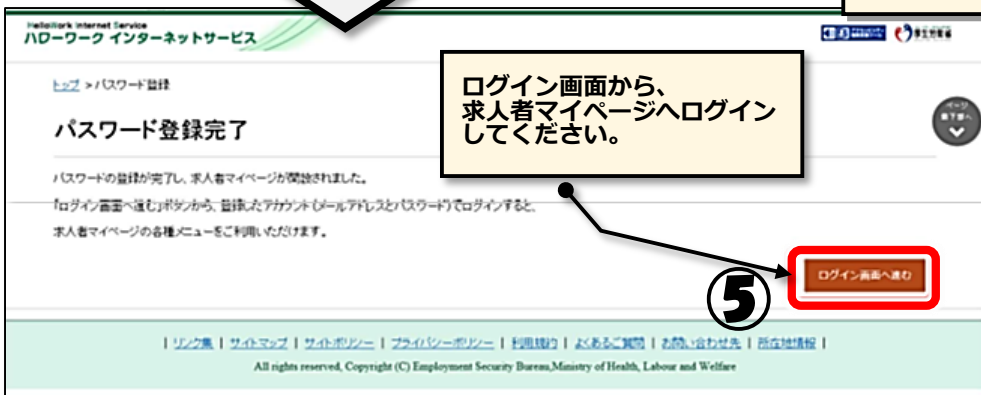 HelloWork Internet Service
ハローワーク インターネットサービス
厚生労働省
トップ > パスワード登録
ログイン画面から、
求人者マイページへログイン
してください。
パスワード登録完了
パスワードの登録が完了し、求人者マイページが開設されました。
「ログイン画面へ進む」ボタンから、登録したアカウント(メールアドレスとパスワード)でログインすると、
求人者マイページの各種メニューをご利用いただけます。
ログイン画面へ進む
⑤
| リンク集 | サイトマップ | サイトポリシー | プライバシーポリシー | 利用規約 | よくあるご質問 | お問い合わせ先 | 所在地情報 |
All rights reserved, Copyright (C) Employment Security Bureau,Ministry of Health, Labour and Welfare